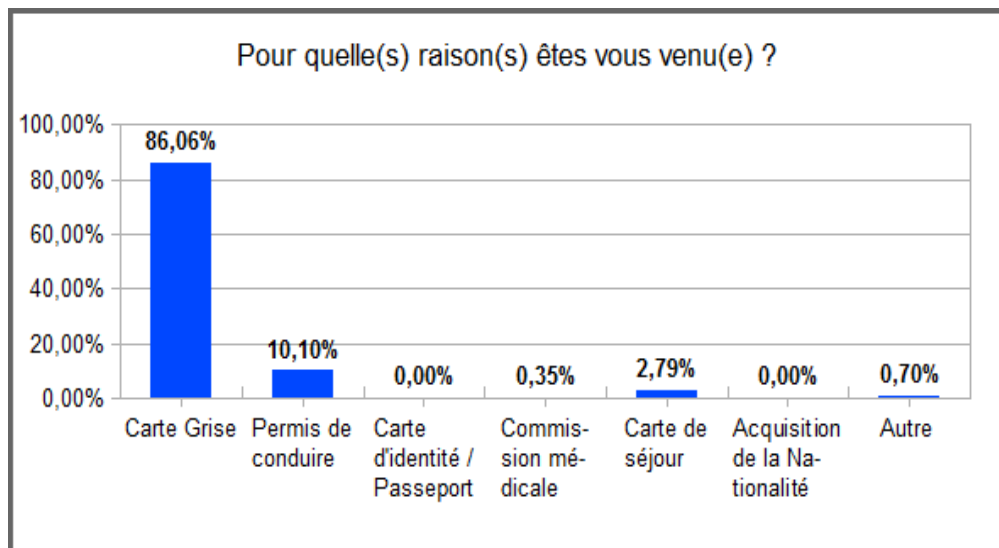 Pour quelle(s) raison(s) êtes vous venu(e) ?
100,00%
80,00%
60,00%
40,00%
20,00%
0,00%
86,06%
10,10%
0,00%
0,35%
2,79%
0,00%
0,70%
Carte Grise
Permis de
conduire
Carte
d'identité /
Passeport
Commis-
sion mé-
dicale
Carte de
séjour
Acquisition
de la Na-
tionalité
Autre